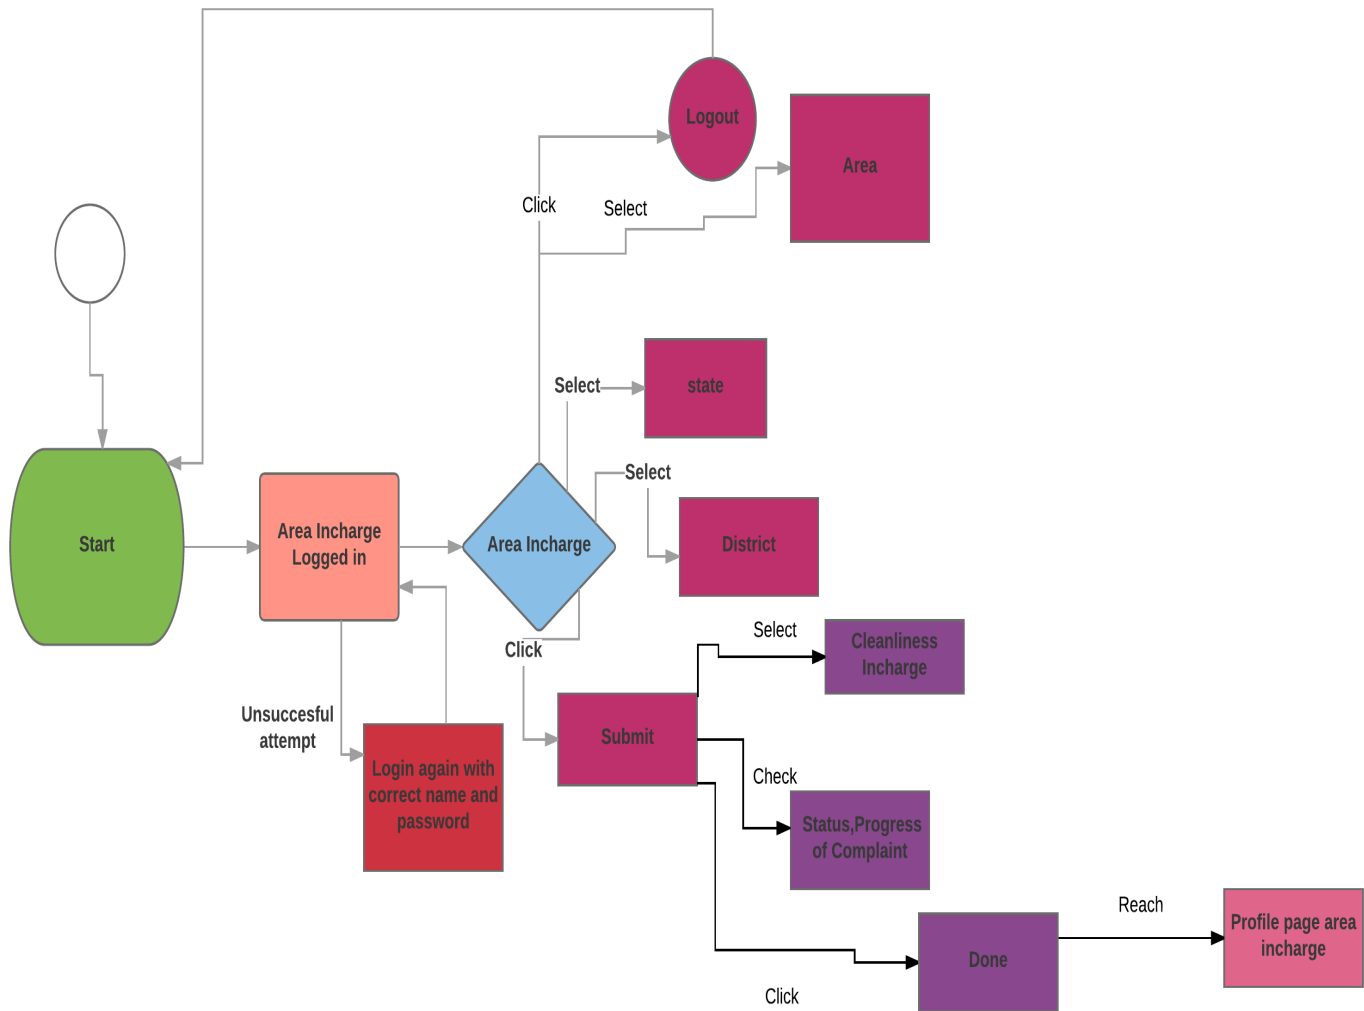 Logout
Area
Click
Select
Select
state
Select
Start
Area Incharge
Logged in
Area Incharge
District
Click
Select
Cleanliness
Incharge
Unsuccesful
attempt
Submit
Login again with
correct name and
password
Check
Status,Progress
of Complaint
Reach
Profile page area
incharge
Done
Click